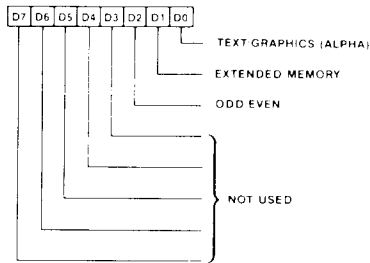 D7 D6 D5 D4 D3 D2 D1 D0
TEXT GRAPHICS (ALPHA)
EXTENDED MEMORY
ODD EVEN
NOT USED